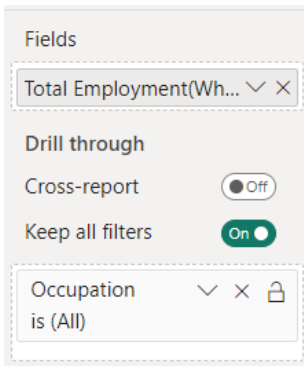 Fields
Total Employment(Wh...
Drill through
Cross-report Off
Keep all filters On
Occupation
is (All)